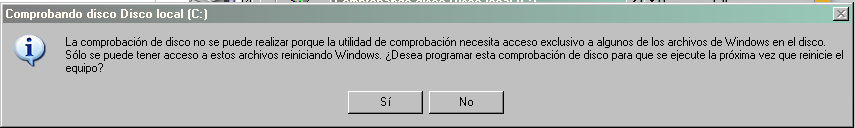 Comprobando disco Disco local (C:)
La comprobación de disco no se puede realizar porque la utilidad de comprobación necesita acceso exclusivo a algunos de los archivos de Windows en el disco.
Sólo se puede tener acceso a estos archivos reiniciando Windows. ¿Desea programar esta comprobación de disco para que se ejecute la próxima vez que reinicie el
equipo?
Sí No